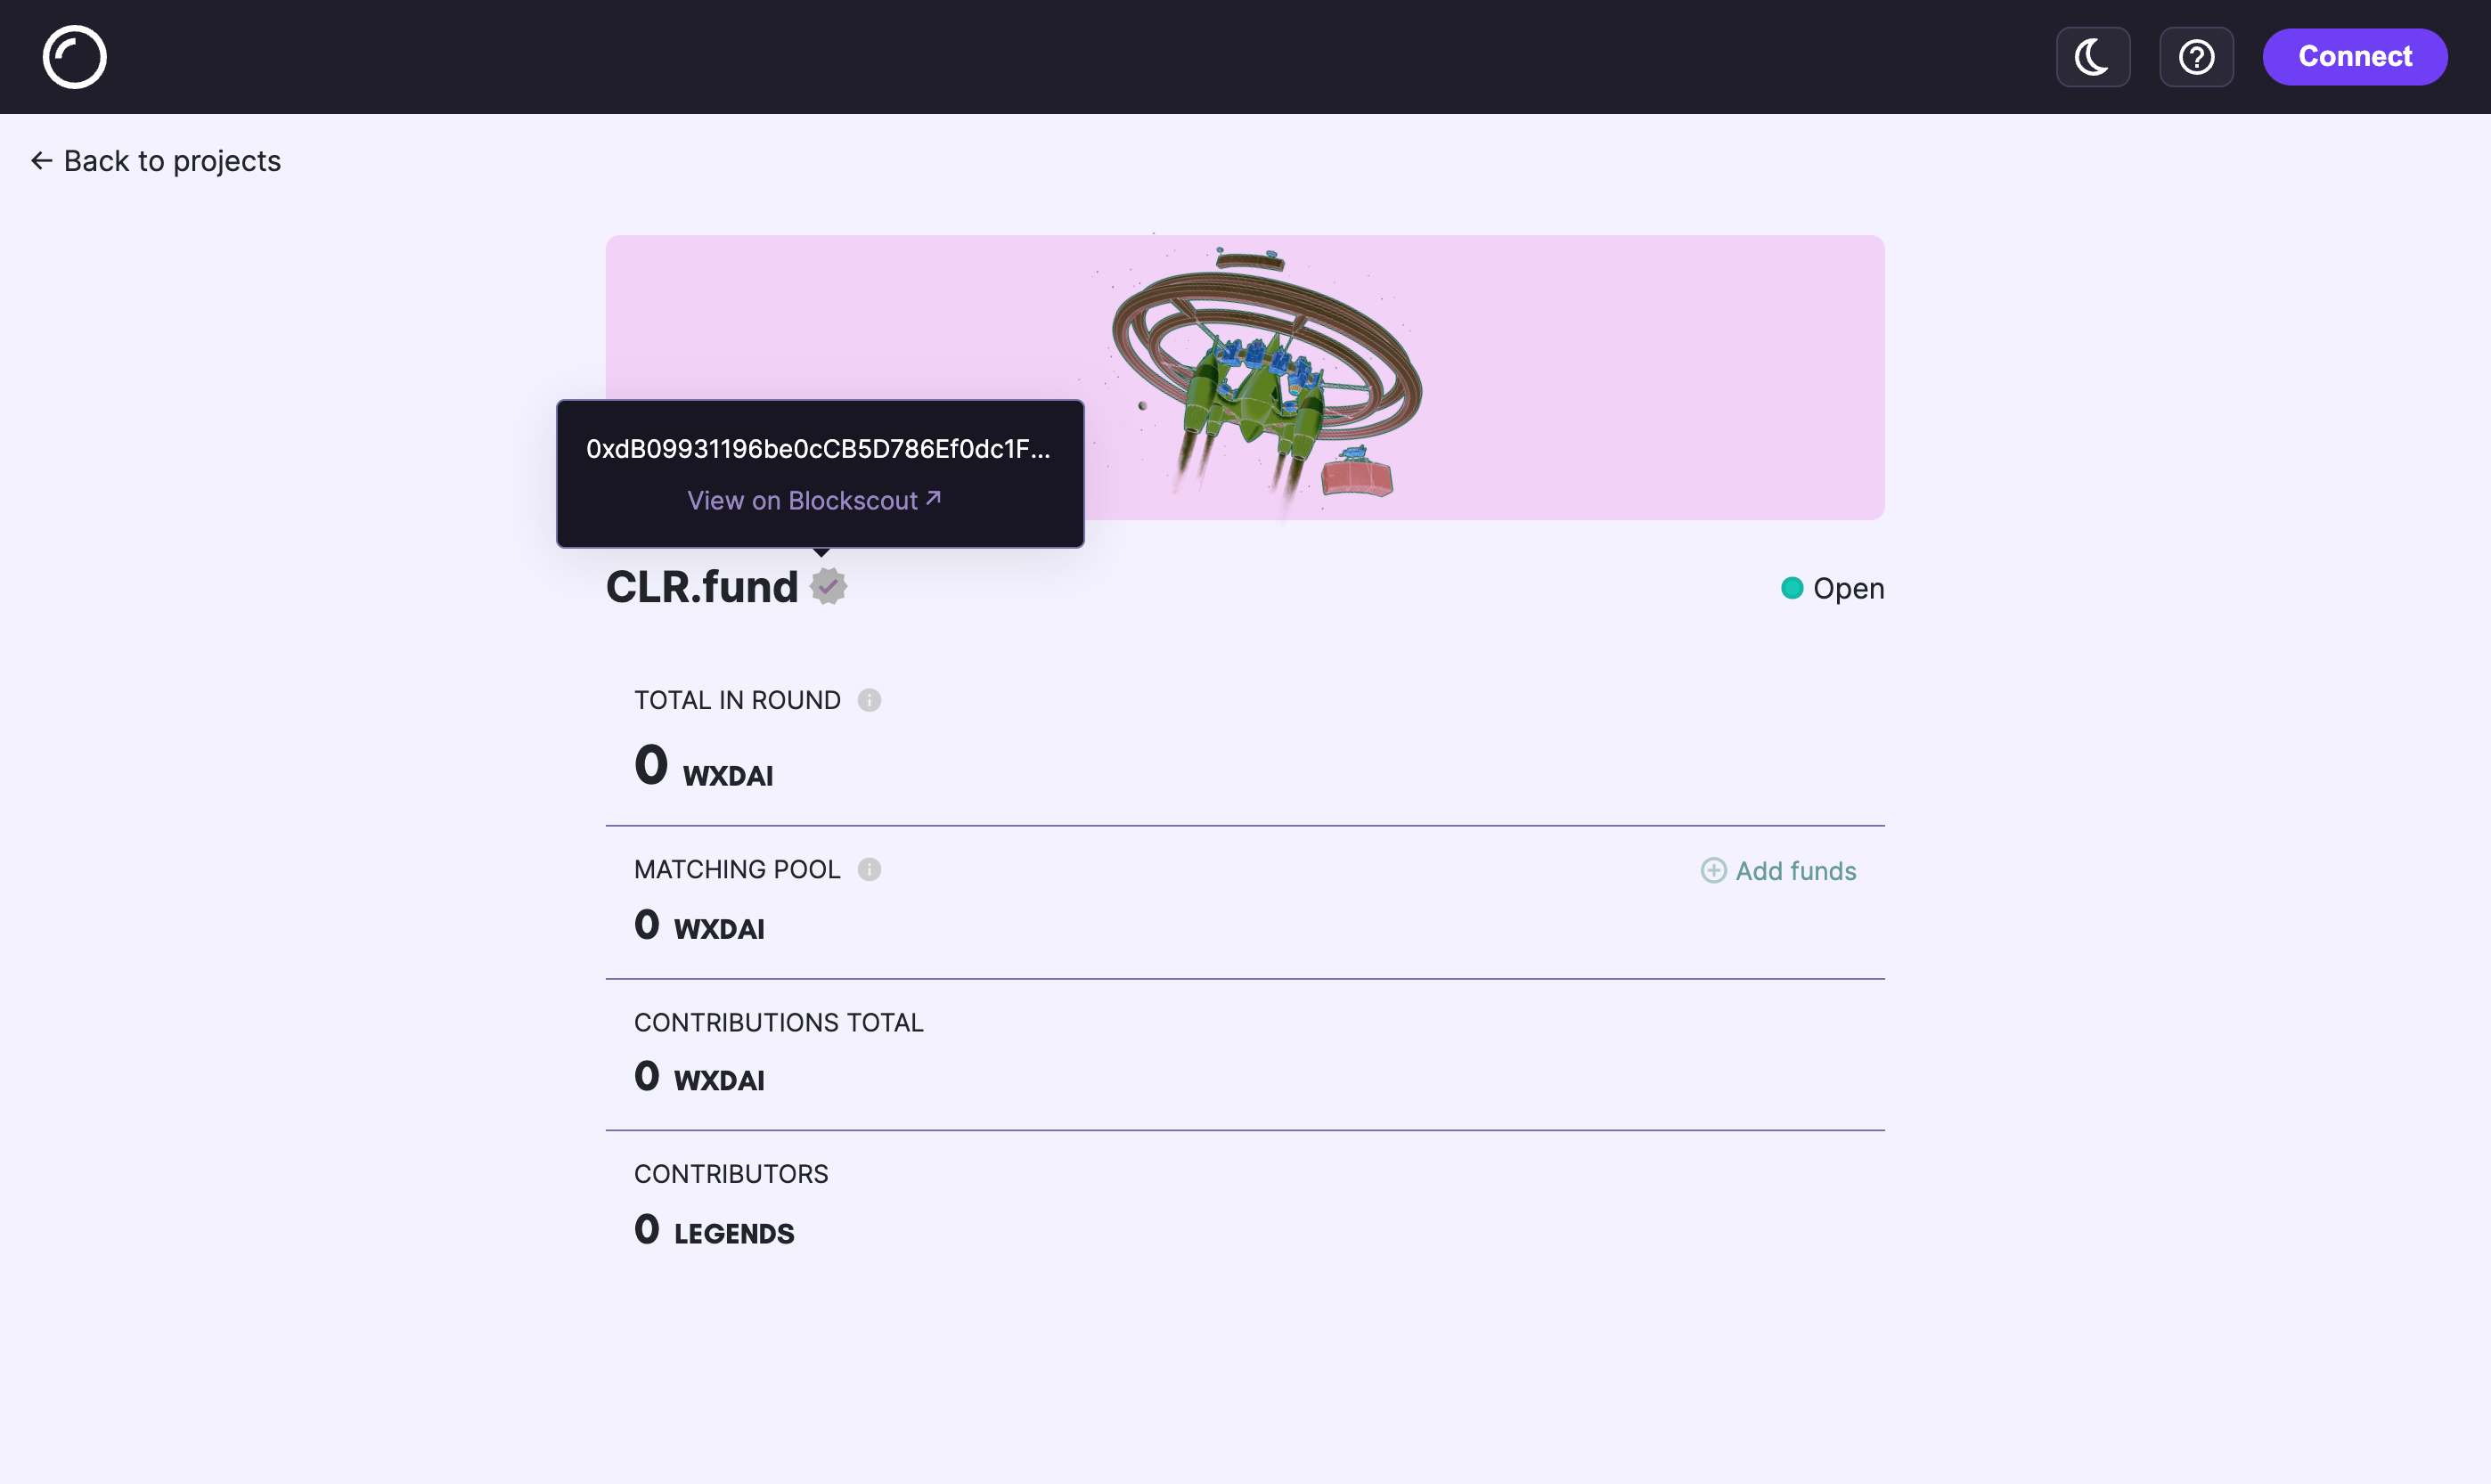 Connect
← Back to projects
0xdB09931196be0cCB5D786Ef0dc1F...
View on Blockscout ↗
CLR.fund
Open
TOTAL IN ROUND
0 WXDAI
MATCHING POOL
Add funds
0 WXDAI
CONTRIBUTIONS TOTAL
0 WXDAI
CONTRIBUTORS
0 LEGENDS